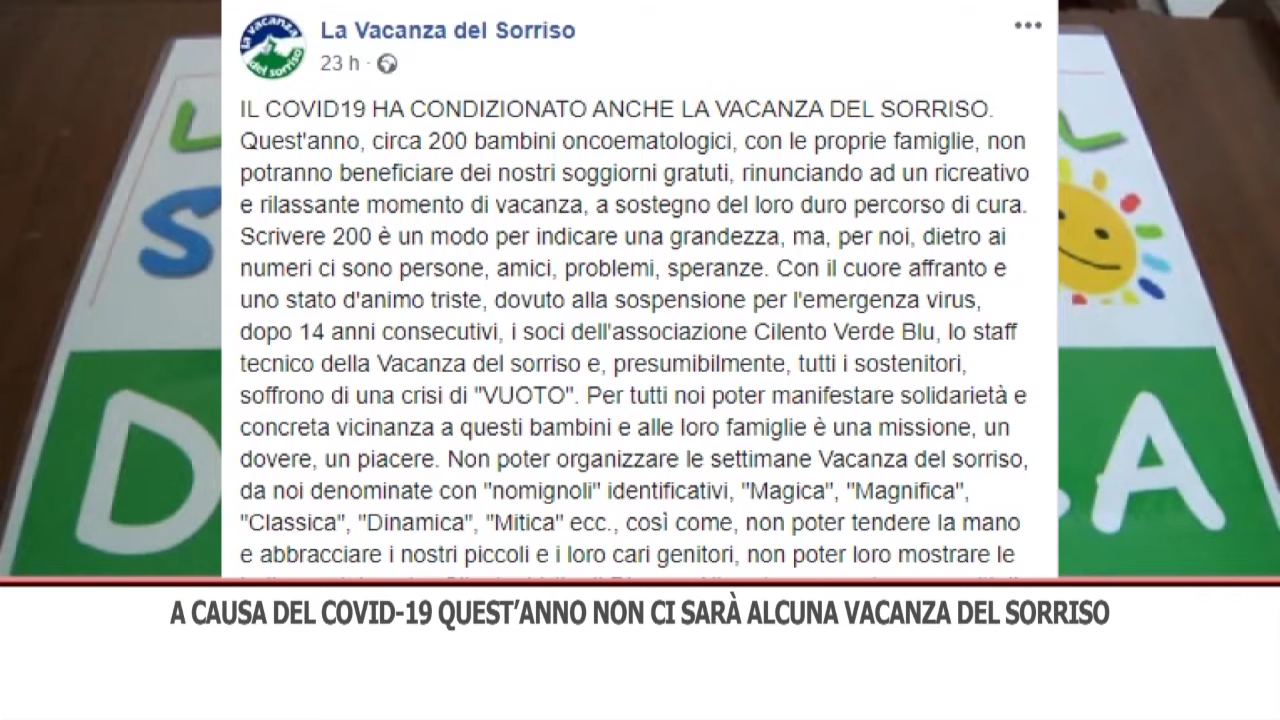 La Vacanza del Sorriso
23 h ·
la vacanza
del sorriso
IL COVID19 HA CONDIZIONATO ANCHE LA VACANZA DEL SORRISO.
Quest'anno, circa 200 bambini oncoematologici, con le proprie famiglie, non
potranno beneficiare dei nostri soggiorni gratuti, rinunciando ad un ricreativo
e rilassante momento di vacanza, a sostegno del loro duro percorso di cura.
Scrivere 200 è un modo per indicare una grandezza, ma, per noi, dietro ai
numeri ci sono persone, amici, problemi, speranze. Con il cuore affranto e
uno stato d'animo triste, dovuto alla sospensione per l'emergenza virus,
dopo 14 anni consecutivi, i soci dell'associazione Cilento Verde Blu, lo staff
tecnico della Vacanza del sorriso e, presumibilmente, tutti i sostenitori,
soffrono di una crisi di "VUOTO". Per tutti noi poter manifestare solidarietà e
concreta vicinanza a questi bambini e alle loro famiglie è una missione, un
dovere, un piacere. Non poter organizzare le settimane Vacanza del sorriso,
da noi denominate con "nomignoli" identificativi, "Magica", "Magnifica",
"Classica", "Dinamica", "Mitica" ecc., così come, non poter tendere la mano
e abbracciare i nostri piccoli e i loro cari genitori, non poter loro mostrare le
L
L
S
D
A
A CAUSA DEL COVID-19 QUEST'ANNO NON CI SARÀ ALCUNA VACANZA DEL SORRISO